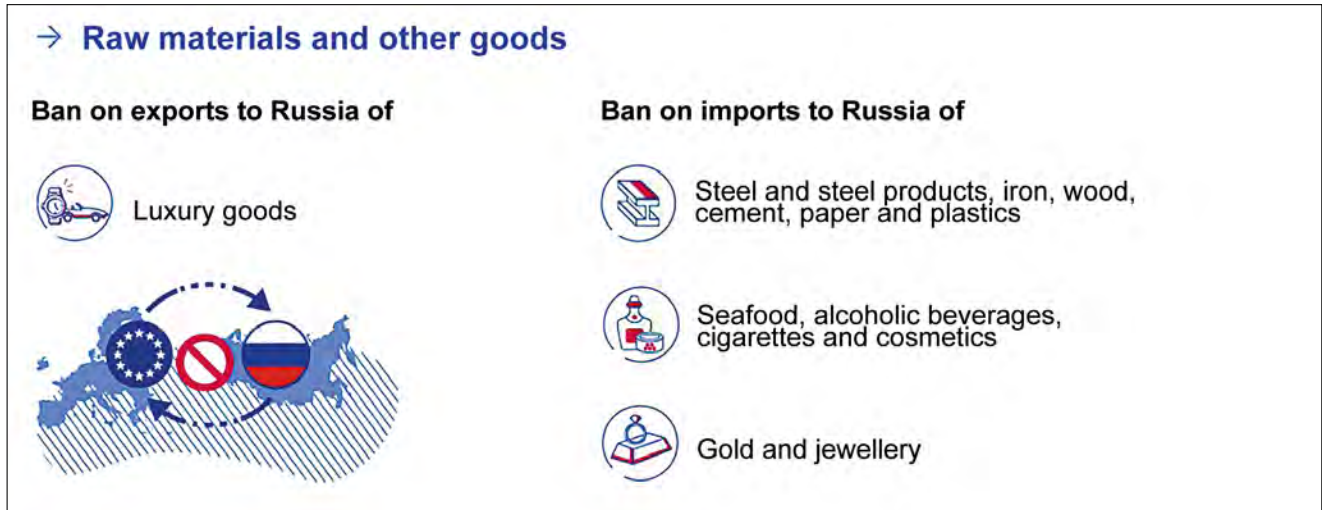 → Raw materials and other goods
Ban on exports to Russia of
Luxury goods
Ban on imports to Russia of
Steel and steel products, iron, wood,
cement, paper and plastics
Seafood, alcoholic beverages,
cigarettes and cosmetics
Gold and jewellery